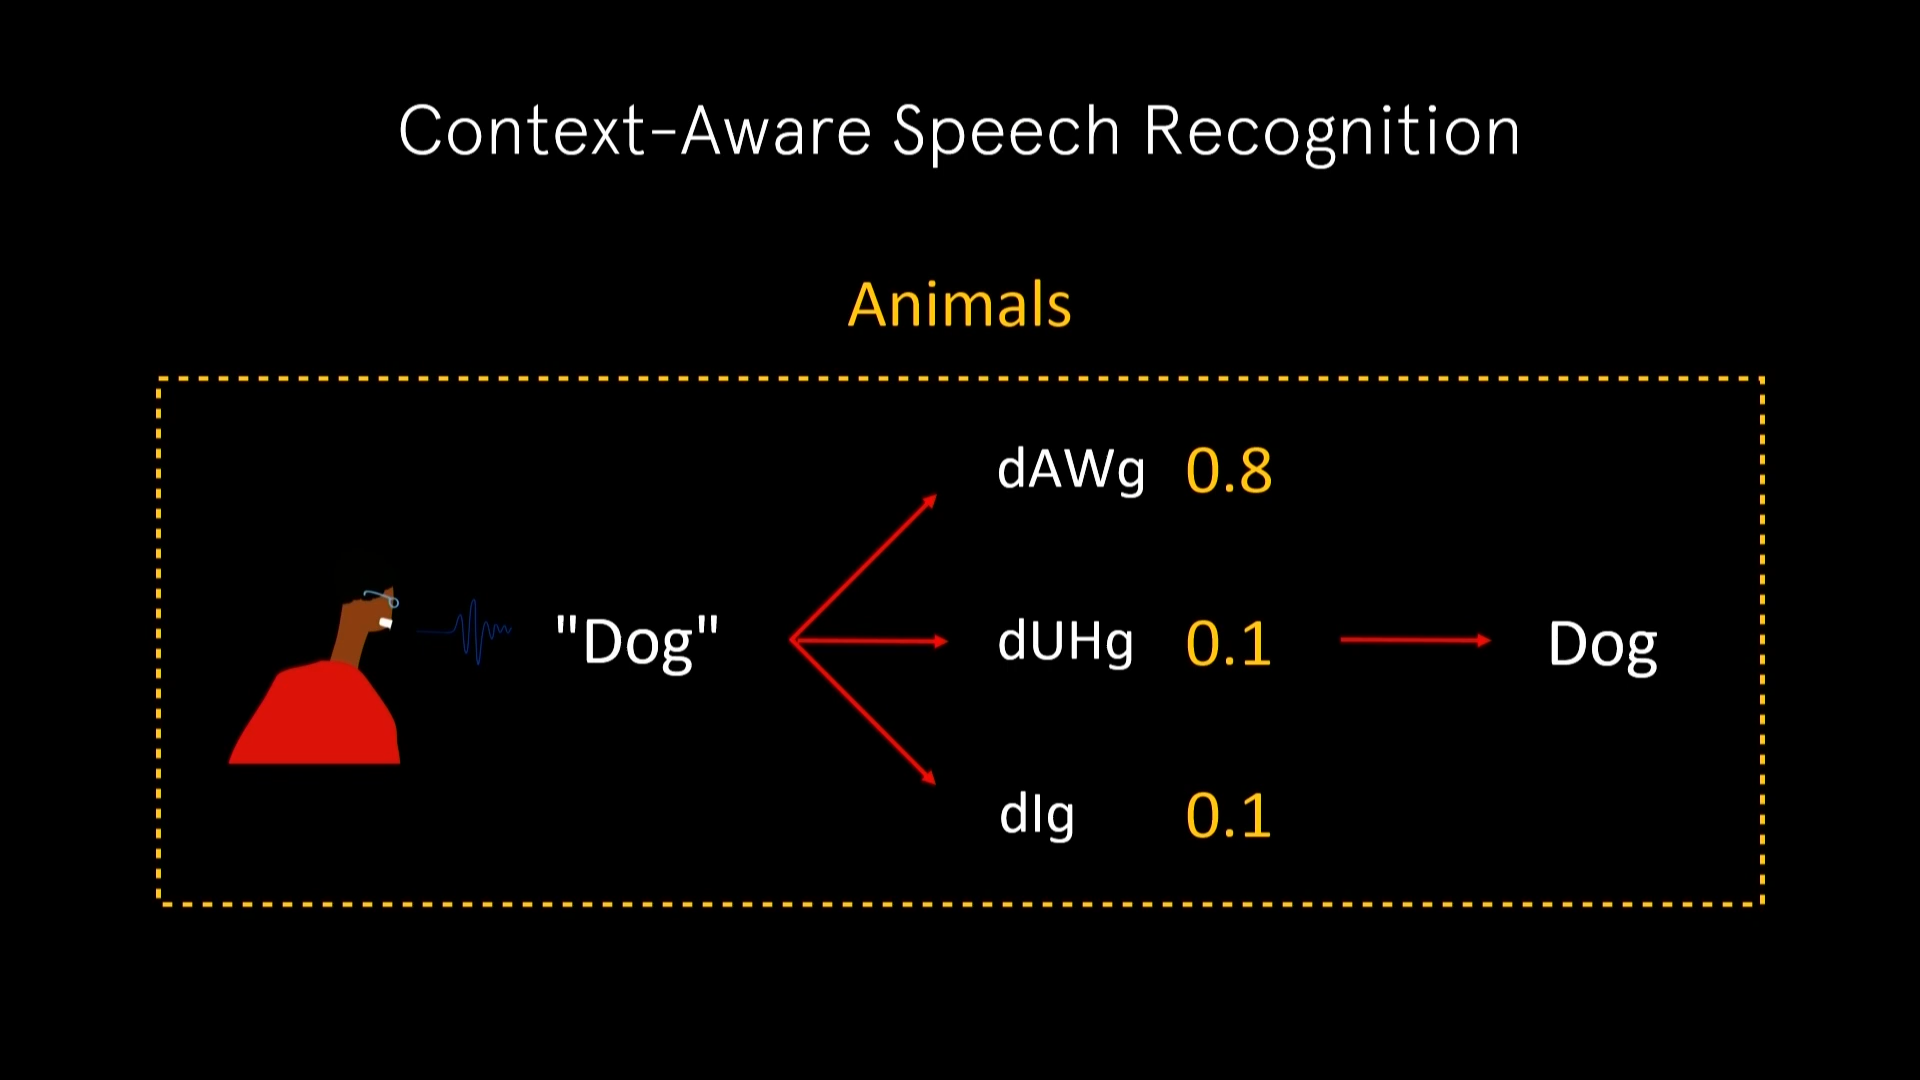 Context-Aware Speech Recognition
Animals
dAWg 0.8
"Dog" dUHg 0.1 Dog
dIg 0.1